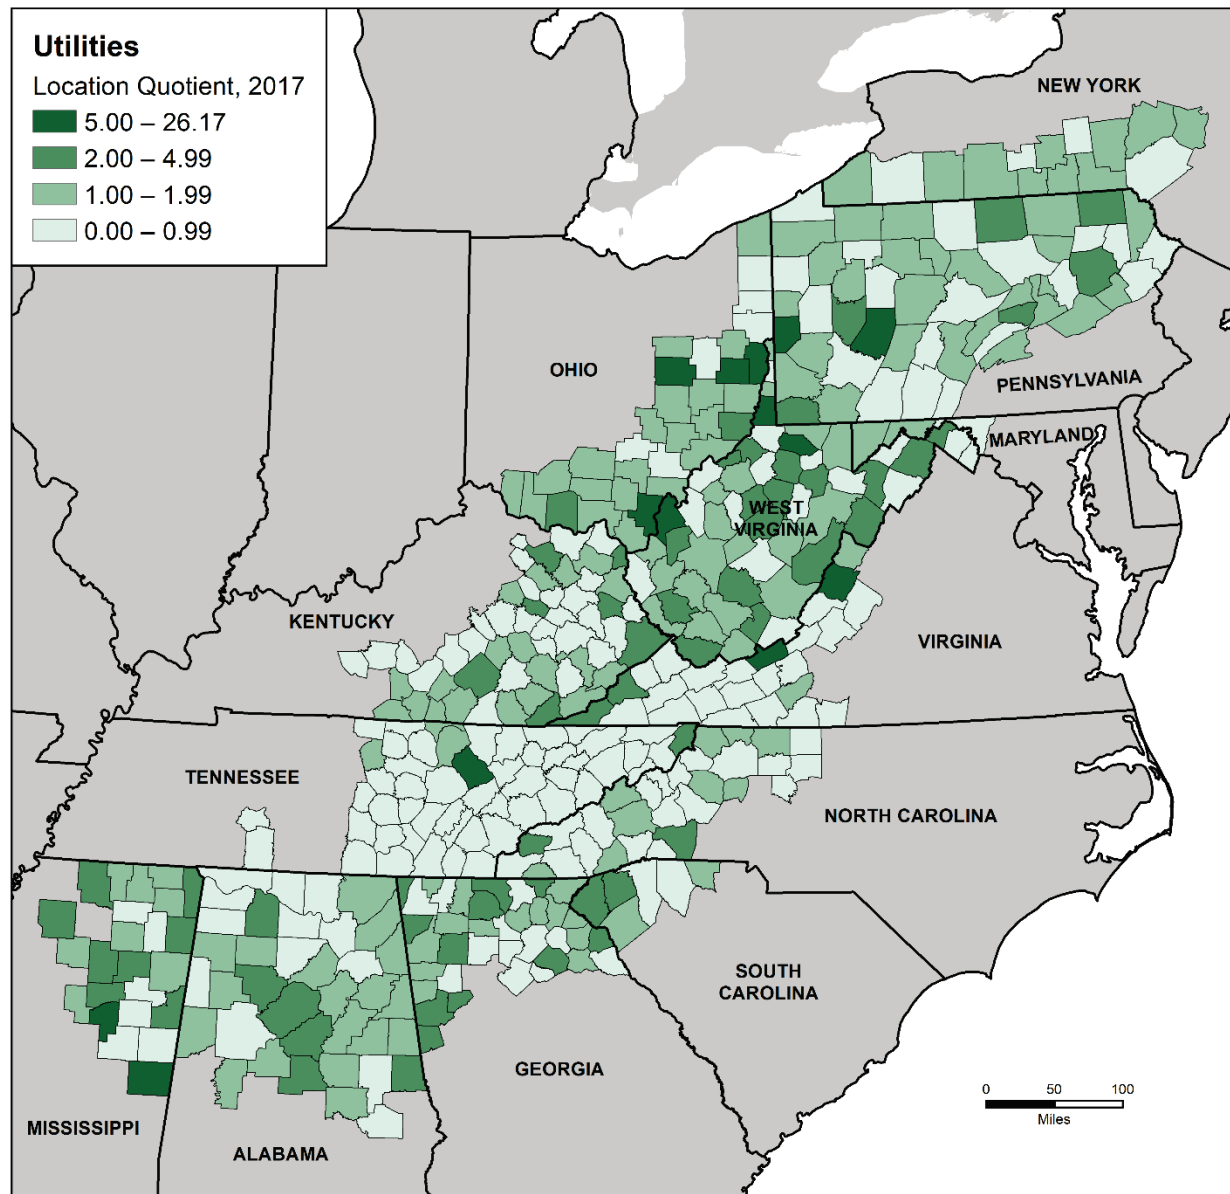 Utilities
Location Quotient, 2017
5.00 – 26.17
2.00 – 4.99
1.00 – 1.99
0.00 – 0.99
NEW YORK
OHIO
PENNSYLVANIA
MARYLAND
WEST
VIRGINIA
KENTUCKY
VIRGINIA
TENNESSEE
NORTH CAROLINA
SOUTH
CAROLINA
GEORGIA
0 50 100
Miles
MISSISSIPPI
ALABAMA